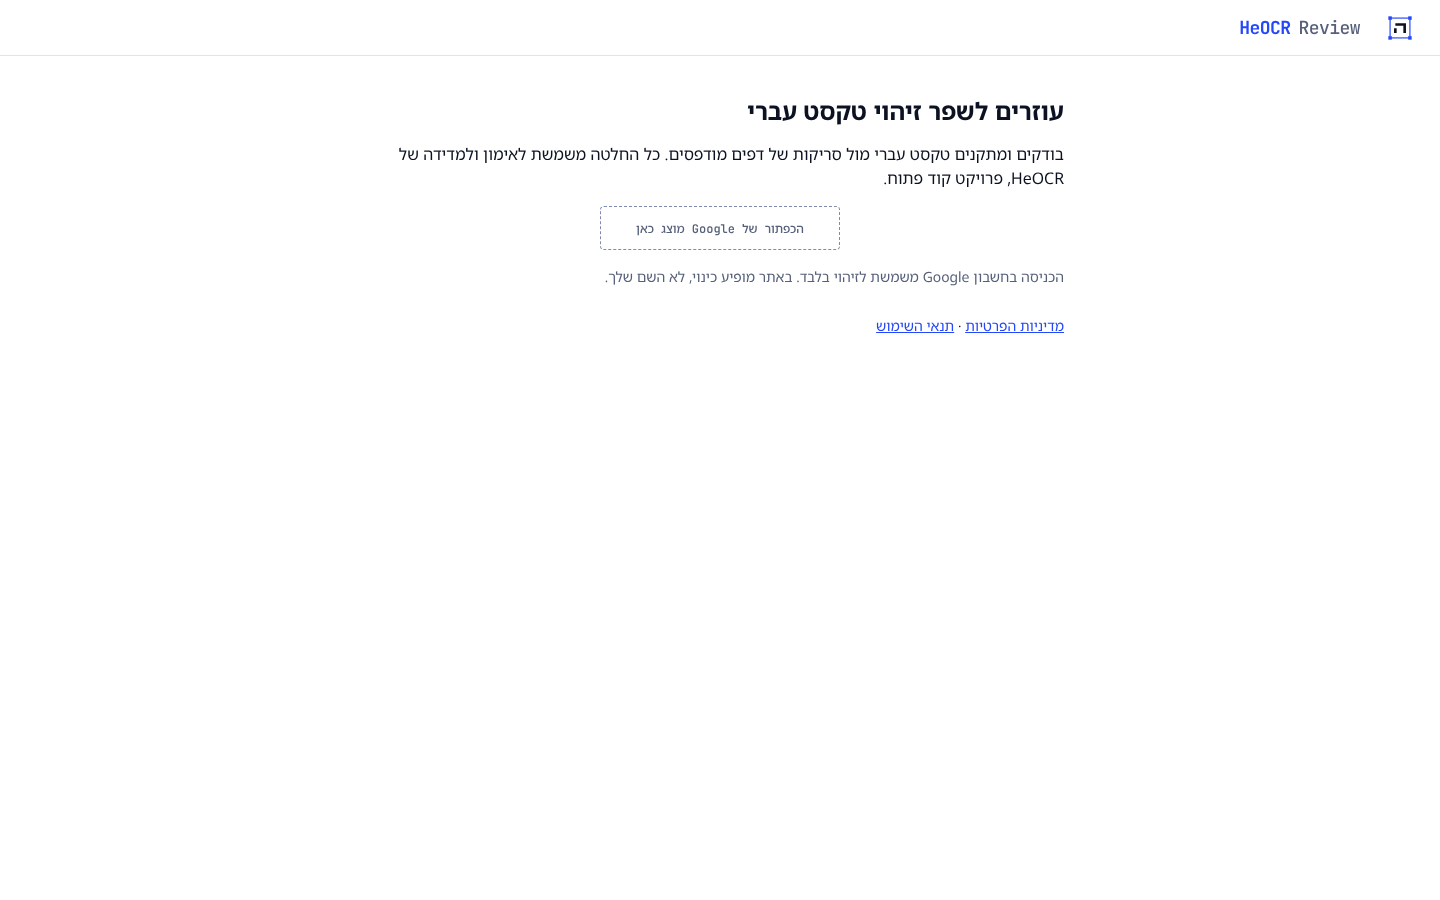 ה HeOCR Review
עוזרים לשפר זיהוי טקסט עברי
בודקים ומתקנים טקסט עברי מול סריקות של דפים מודפסים. כל החלטה משמשת לאימון ולמדידה של
HeOCR, פרויקט קוד פתוח.
הכפתור של Google מוצג כאן
הכניסה בחשבון Google משמשת לזיהוי בלבד. באתר מופיע כינוי, לא השם שלך.
מדיניות הפרטיות · תנאי השימוש